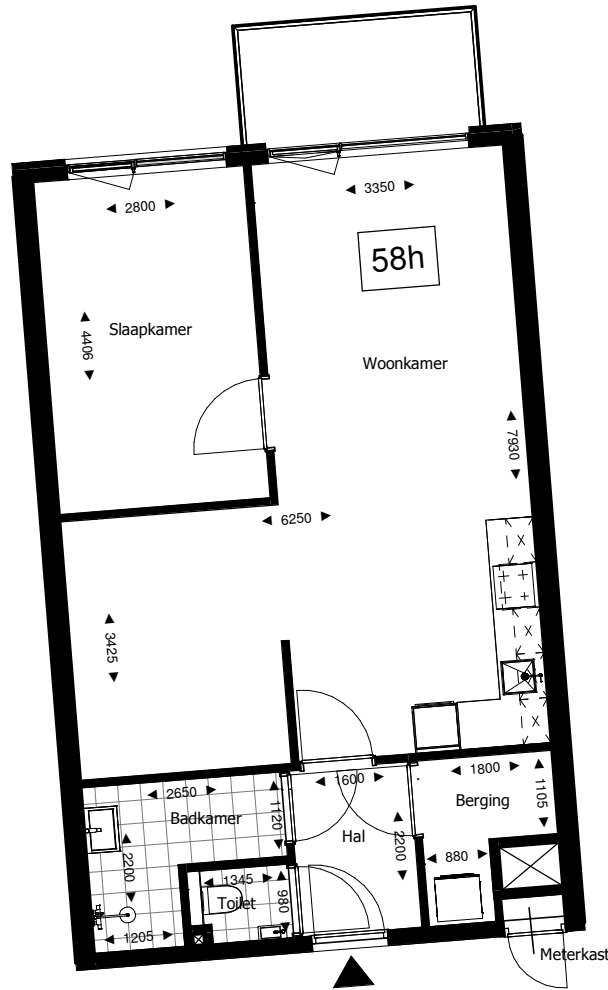 2800
3350
58h
4406
Slaapkamer
Woonkamer
7930
6250
3425
2650
1600
1800
1120
1105
Badkamer
Berging
Hal
2200
2200
880
1345
Toilet
980
1205
Meterkast